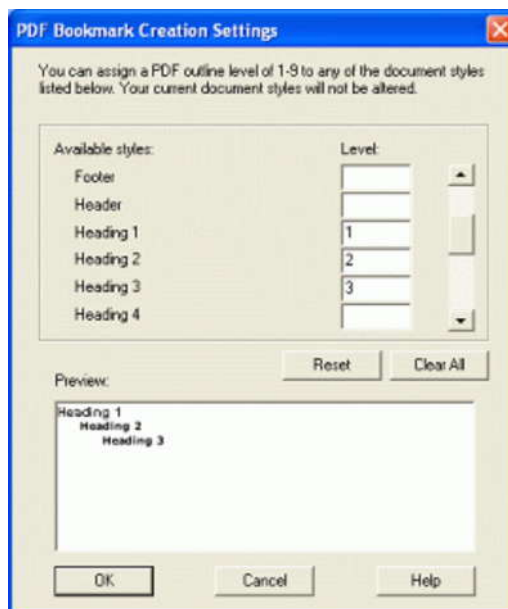 PDF Bookmark Creation Settings
You can assign a PDF outline level of 1-9 to any of the document styles
listed below. Your current document styles will not be altered.
Available styles: Level:
Footer
Header
Heading 1 1
Heading 2 2
Heading 3 3
Heading 4
Reset Clear All
Preview:
Heading 1
Heading 2
Heading 3
OK Cancel Help